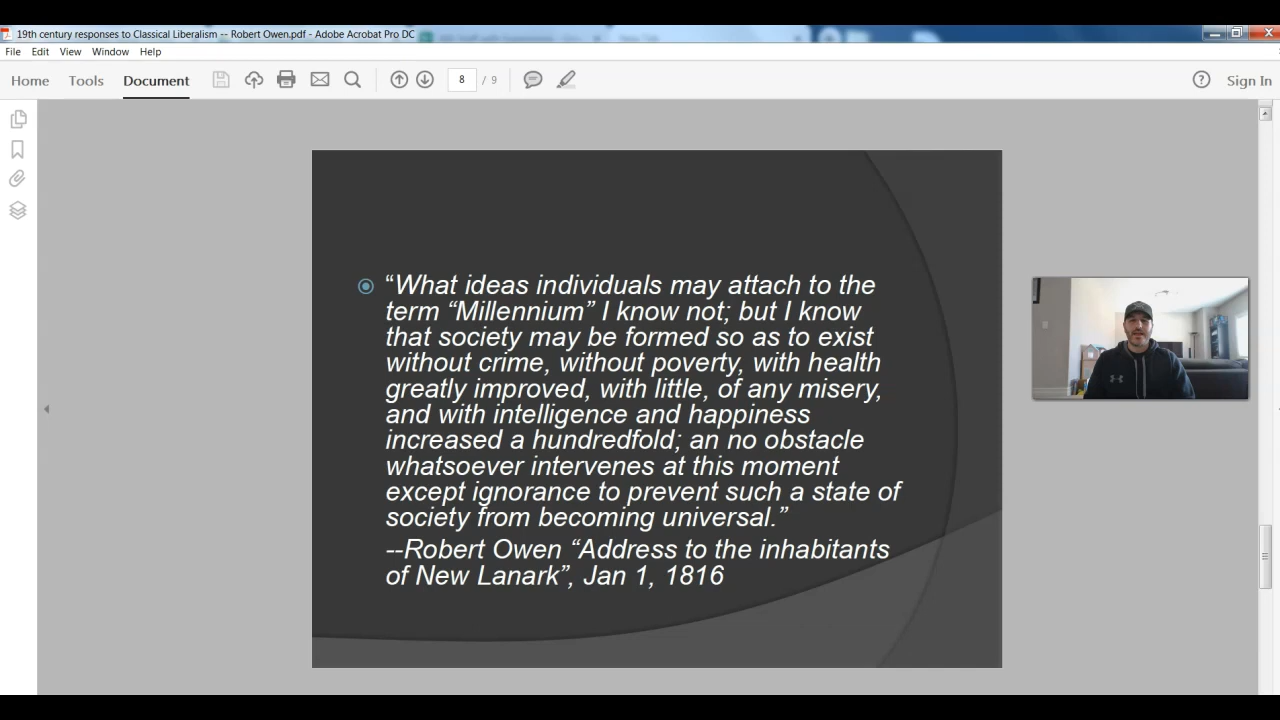 19th century responses to Classical Liberalism -- Robert Owen.pdf - Adobe Acrobat Pro DC
File Edit View Window Help
Home Tools Document 8 / 9 Sign In
“What ideas individuals may attach to the
term “Millennium” I know not; but I know
that society may be formed so as to exist
without crime, without poverty, with health
greatly improved, with little, of any misery,
and with intelligence and happiness
increased a hundredfold; an no obstacle
whatsoever intervenes at this moment
except ignorance to prevent such a state of
society from becoming universal.”
--Robert Owen “Address to the inhabitants
of New Lanark”, Jan 1, 1816